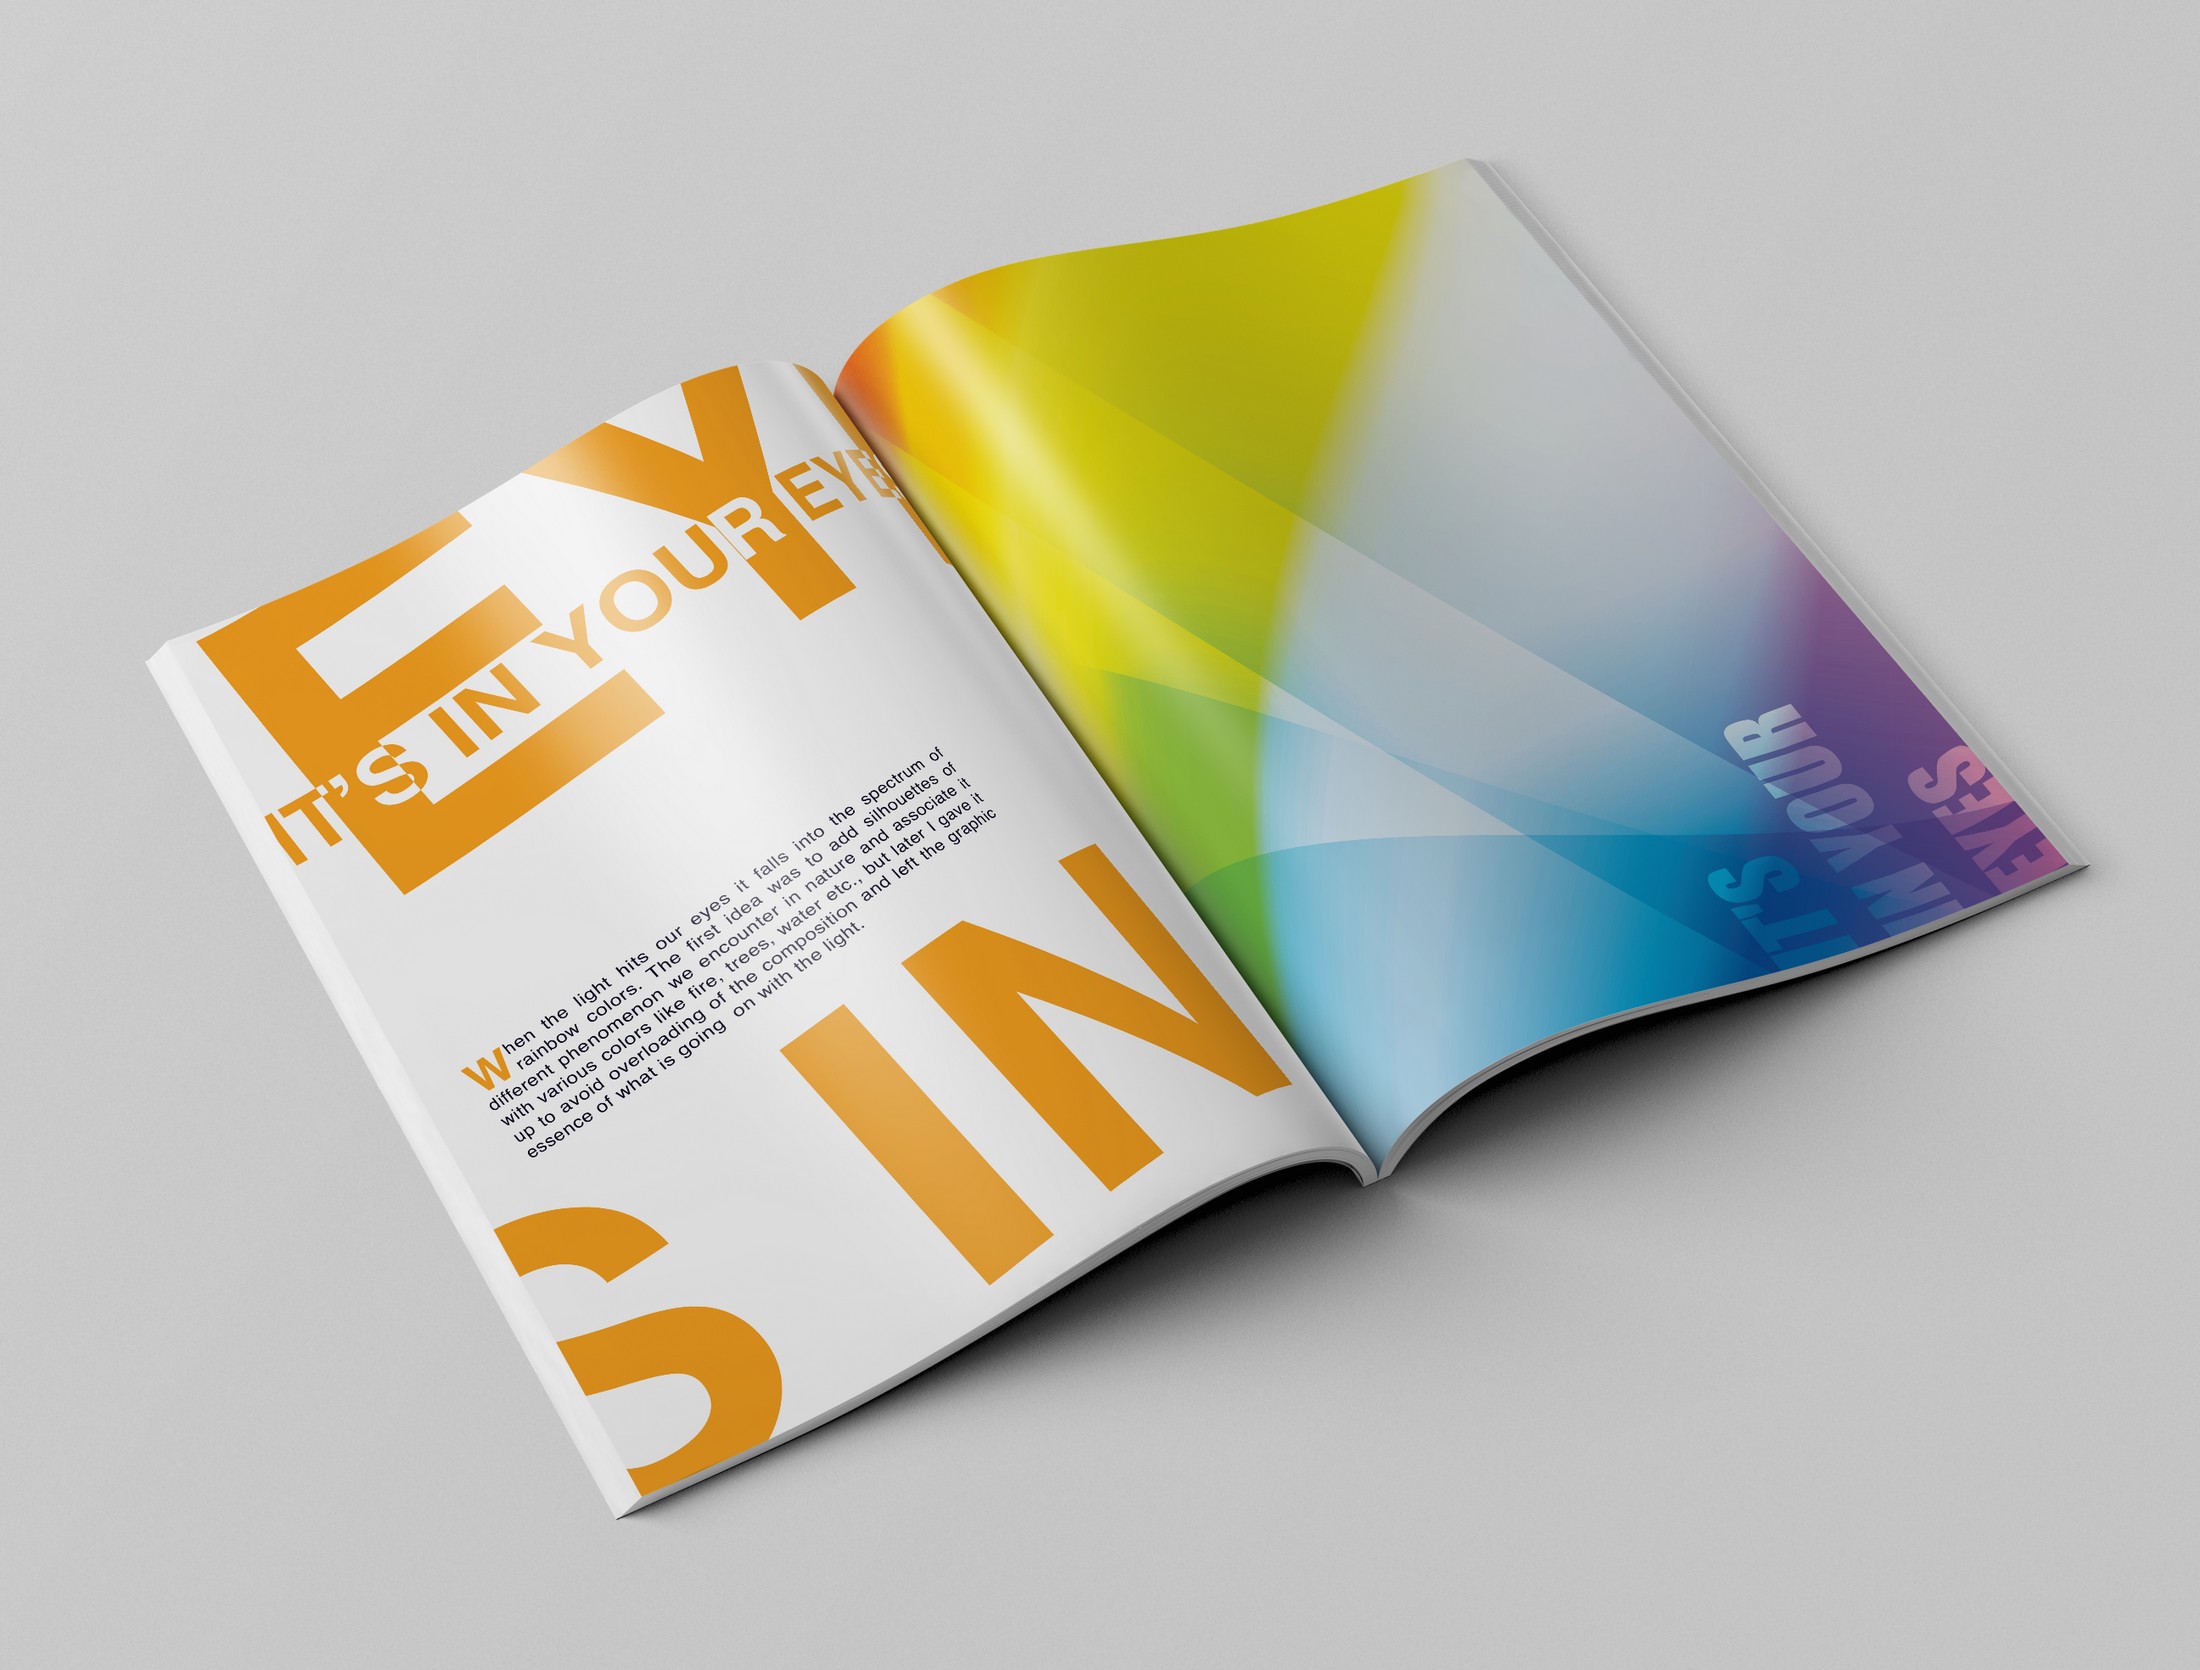 EY
IT'S IN YOUR EYES
When the light hits our eyes it falls into the spectrum of
rainbow colors. The first idea was to add silhouettes of
different phenomenon we encounter in nature and associate it
with various colors like fire, trees, water etc., but later I gave it
up to avoid overloading of the composition and left the graphic
essence of what is going on with the light.
S IN
IT'S
IN YOUR
EYES